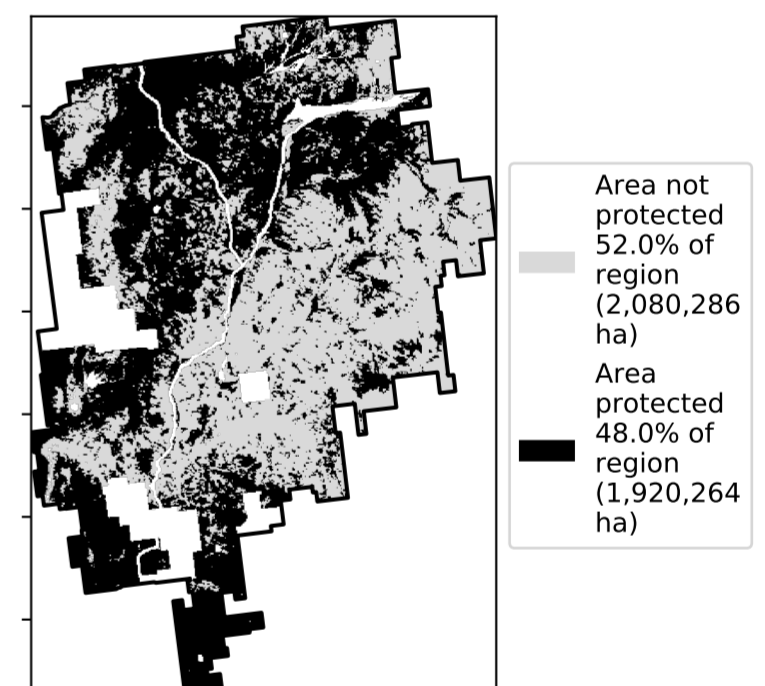 Area not
protected
52.0% of
region
(2,080,286
ha)
Area
protected
48.0% of
region
(1,920,264
ha)